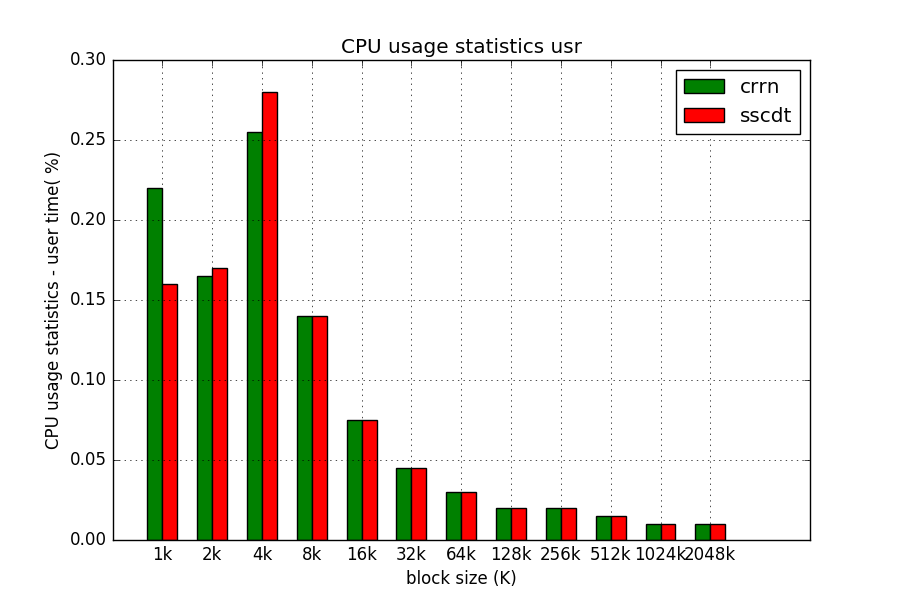 CPU usage statistics usr
crrn
sscdt
CPU usage statistics - user time( %)
0.30
0.25
0.20
0.15
0.10
0.05
0.00
1k 2k 4k 8k 16k 32k 64k 128k 256k 512k 1024k 2048k
block size (K)